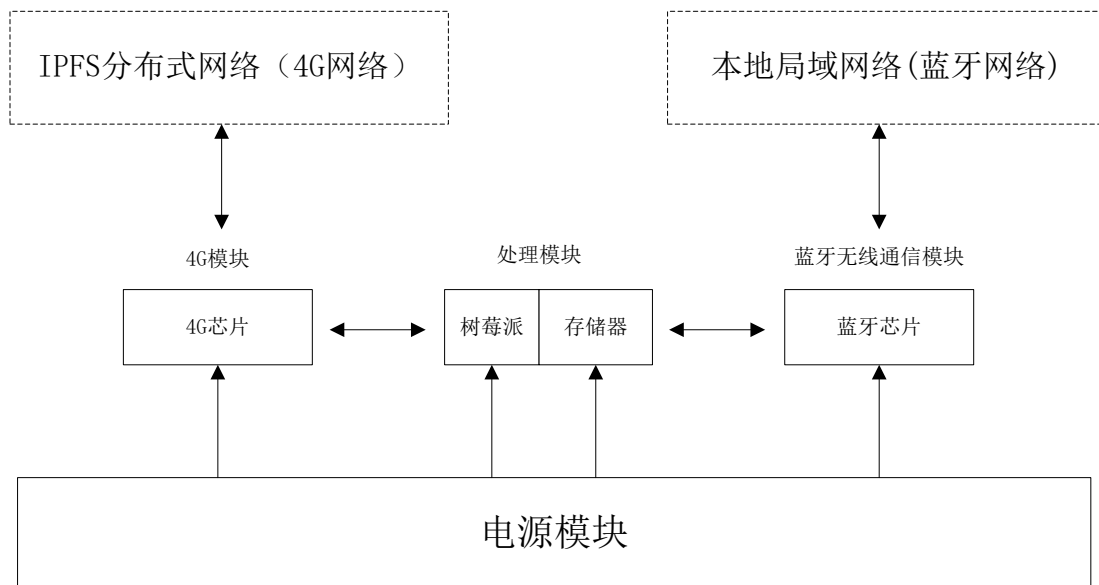 IPFS分布式网络（4G网络）
本地局域网络(蓝牙网络)
4G模块
处理模块
蓝牙无线通信模块
4G芯片
树莓派
存储器
蓝牙芯片
电源模块